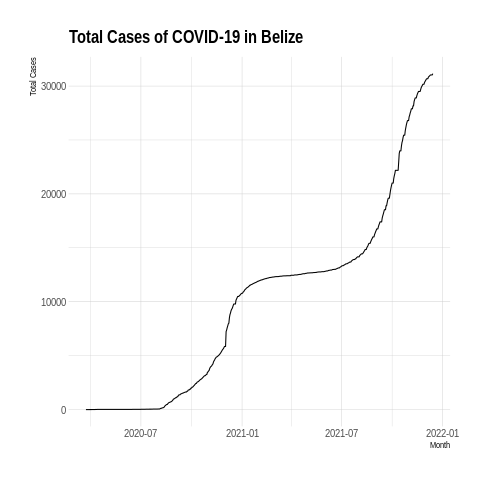 Total Cases of COVID-19 in Belize
Total Cases
30000
20000
10000
0
2020-07 2021-01 2021-07 2022-01
Month